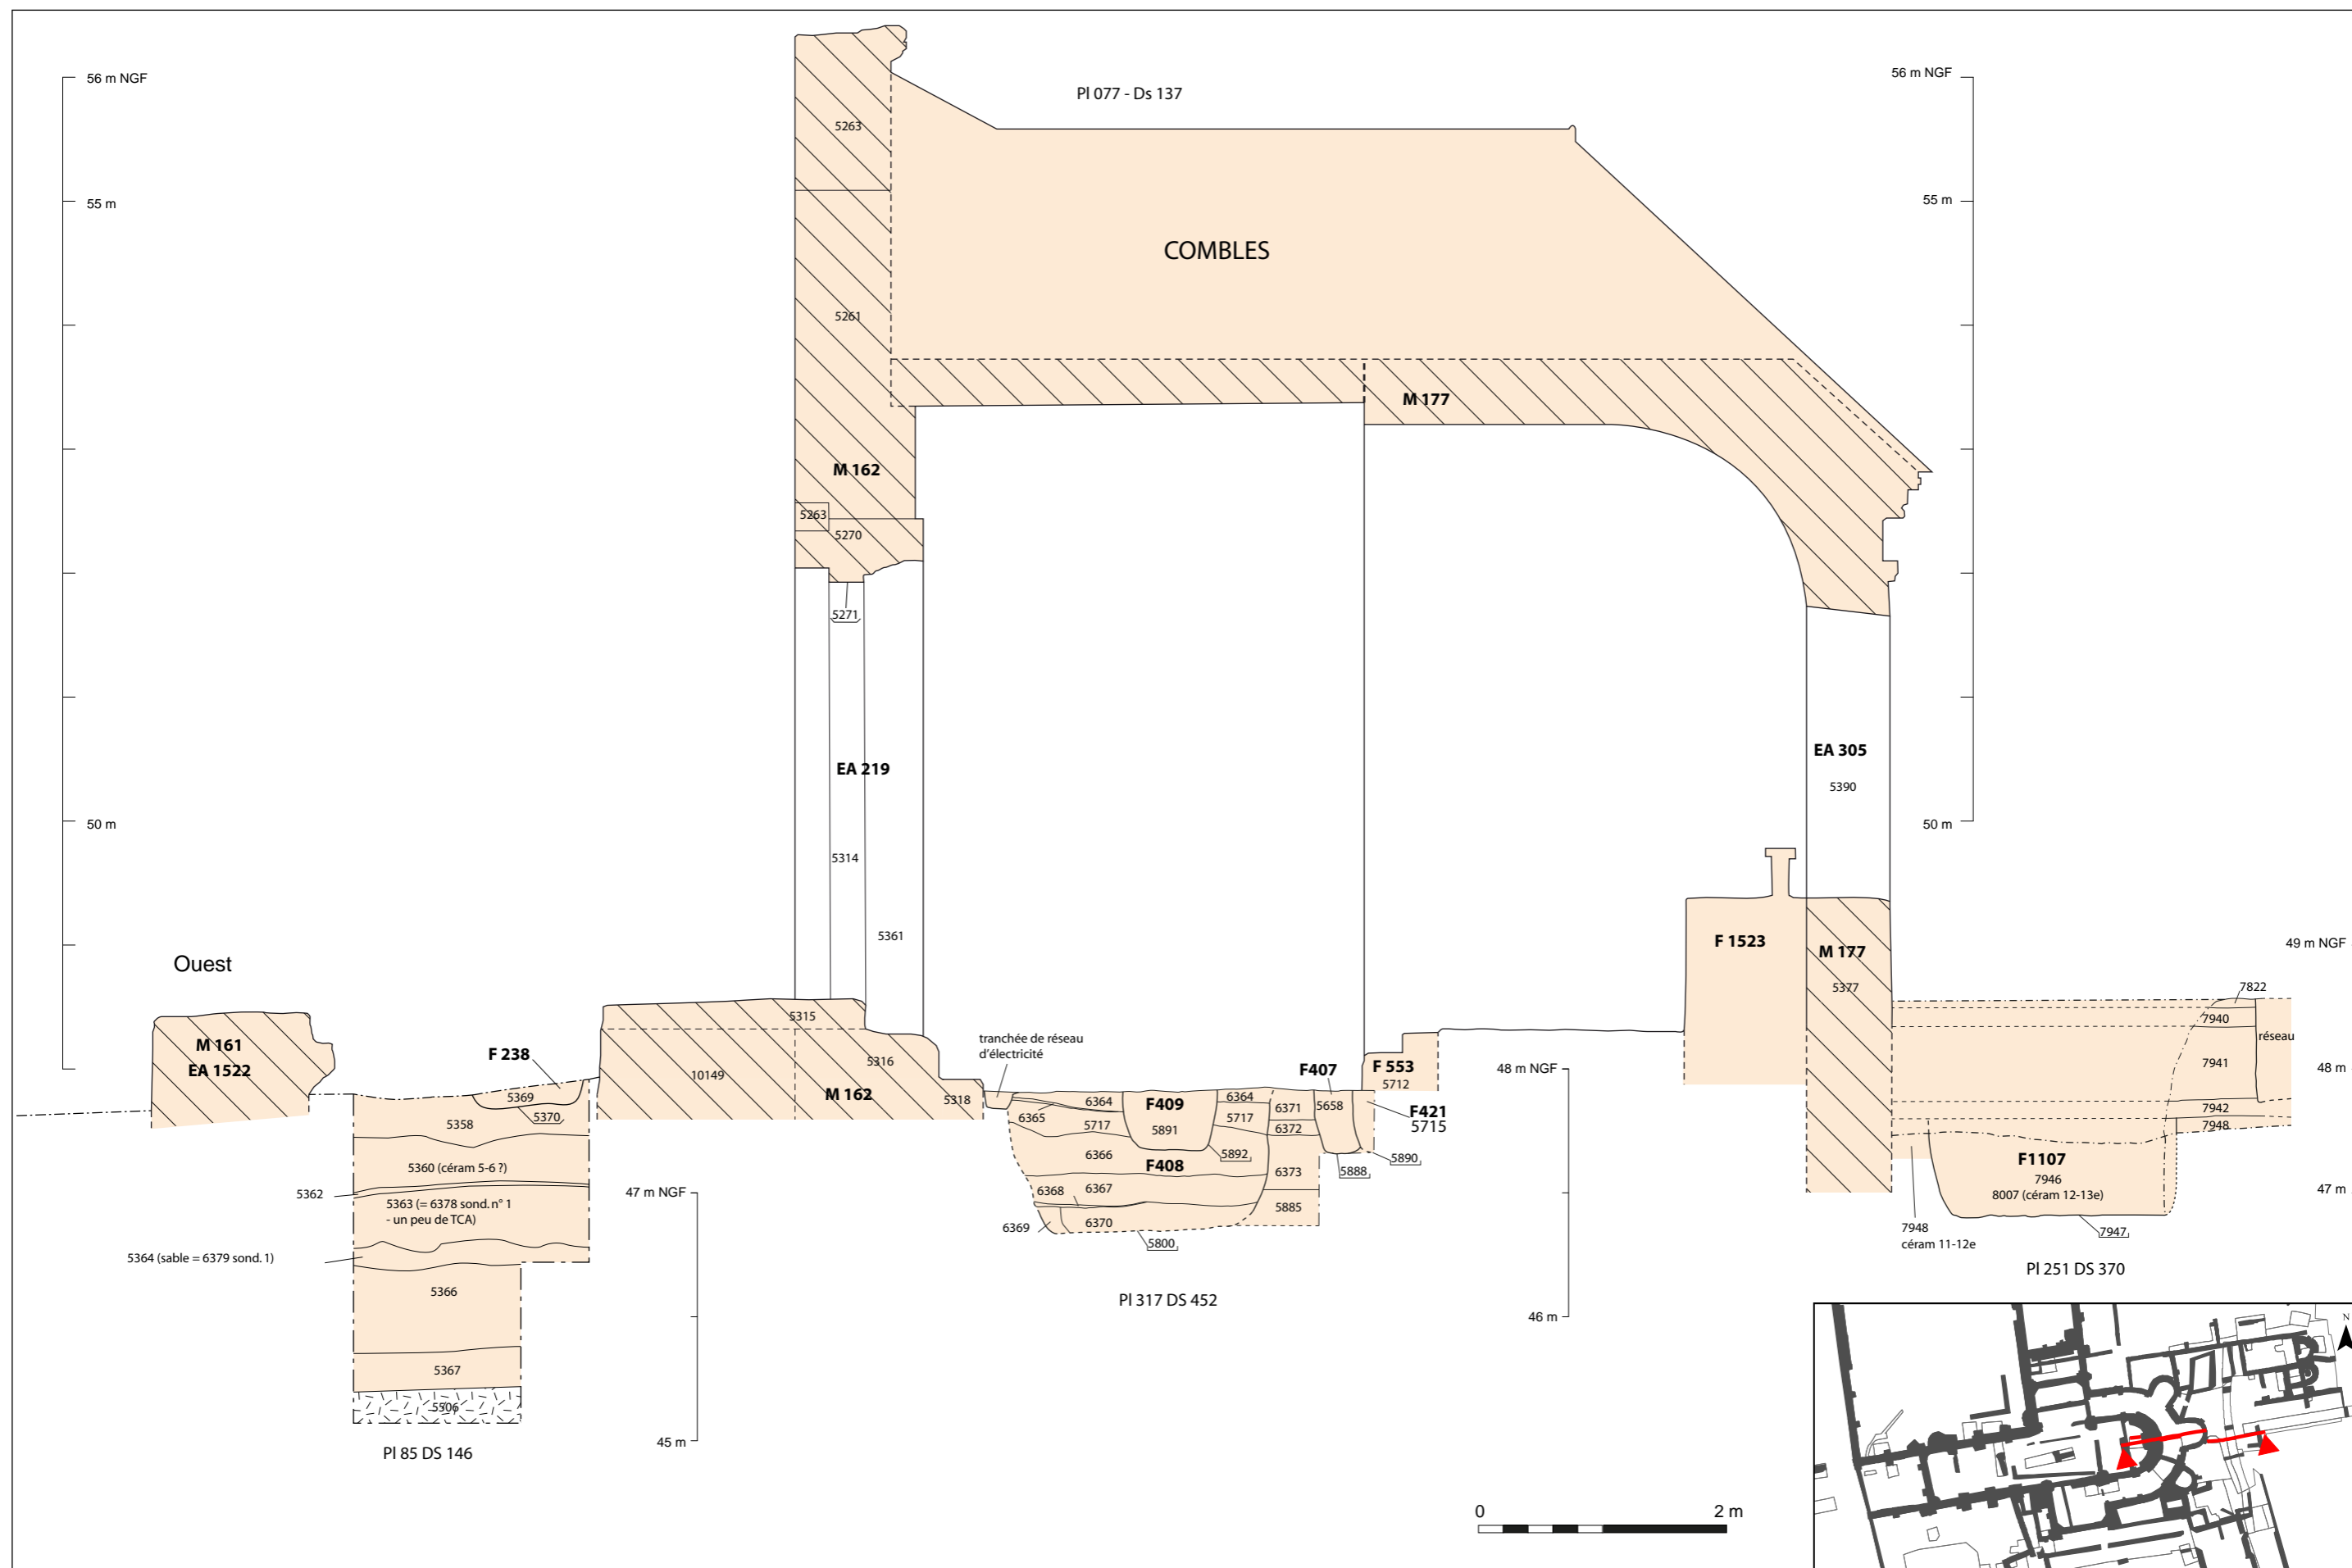 56 m NGF
Pl 077 - Ds 137
56 m NGF
5263
55 m
55 m
COMBLES
5261
M 177
M 162
5263
5270
5271
EA 305
EA 219
5390
50 m
50 m
5314
5361
F 1523
49 m NGF
M 177
Ouest
5377
7822
5315
7940
tranchée de réseau
d'électricité
réseau
M 161
F 238
5316
7941
EA 1522
10149
F407
F 553
48 m NGF
48 m
5712
M 162
5369
5318
6364
F409
6364
6371
5658
F421
5715
7942
5370
6365
5358
5717
5891
5717
6372
7948
6366
5892
5890
5360 (céram 5-6 ?)
F408
5888
F1107
6373
7946
5362
47 m NGF
6368
6367
8007 (céram 12-13e)
47 m
5363 (= 6378 sond. n° 1
- un peu de TCA)
5885
6369
6370
7948
céram 11-12e
7947
5800
5364 (sable = 6379 sond. 1)
Pl 251 DS 370
5366
Pl 317 DS 452
46 m
N
5367
5506
45 m
Pl 85 DS 146
0
2 m